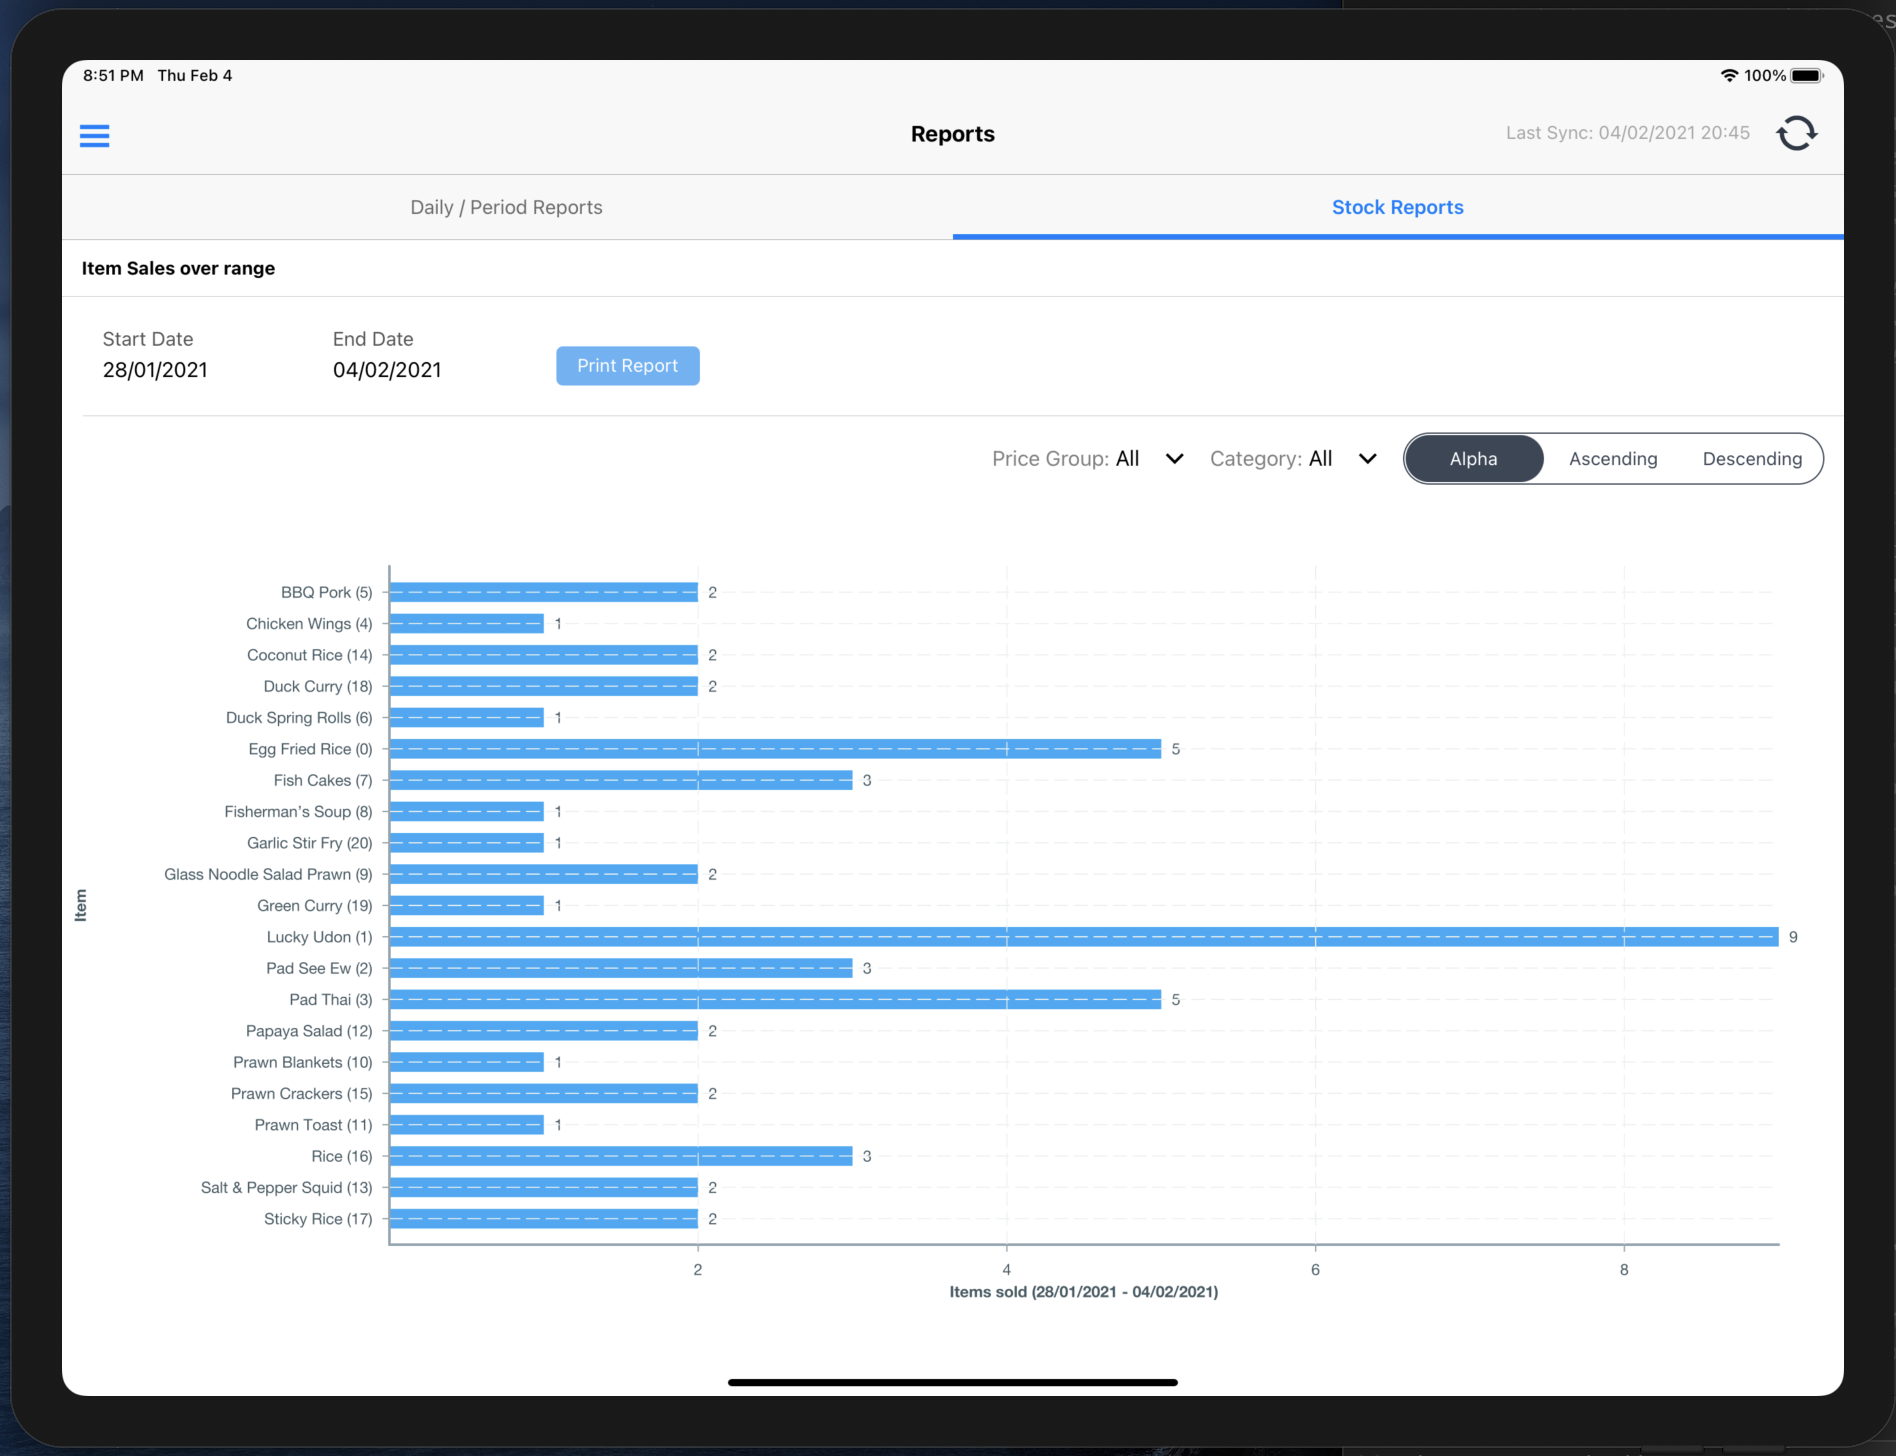 es
8:51 PM Thu Feb 4
100%
Reports
Last Sync: 04/02/2021 20:45
Daily / Period Reports
Stock Reports
Item Sales over range
Start Date
28/01/2021
End Date
04/02/2021
Print Report
Price Group: All
Category: All
Alpha
Ascending
Descending
Item
BBQ Pork (5) 2
Chicken Wings (4) 1
Coconut Rice (14) 2
Duck Curry (18) 2
Duck Spring Rolls (6) 1
Egg Fried Rice (0) 5
Fish Cakes (7) 3
Fisherman’s Soup (8) 1
Garlic Stir Fry (20) 1
Glass Noodle Salad Prawn (9) 2
Green Curry (19) 1
Lucky Udon (1) 9
Pad See Ew (2) 3
Pad Thai (3) 5
Papaya Salad (12) 2
Prawn Blankets (10) 1
Prawn Crackers (15) 2
Prawn Toast (11) 1
Rice (16) 3
Salt & Pepper Squid (13) 2
Sticky Rice (17) 2
2 4 6 8
Items sold (28/01/2021 - 04/02/2021)